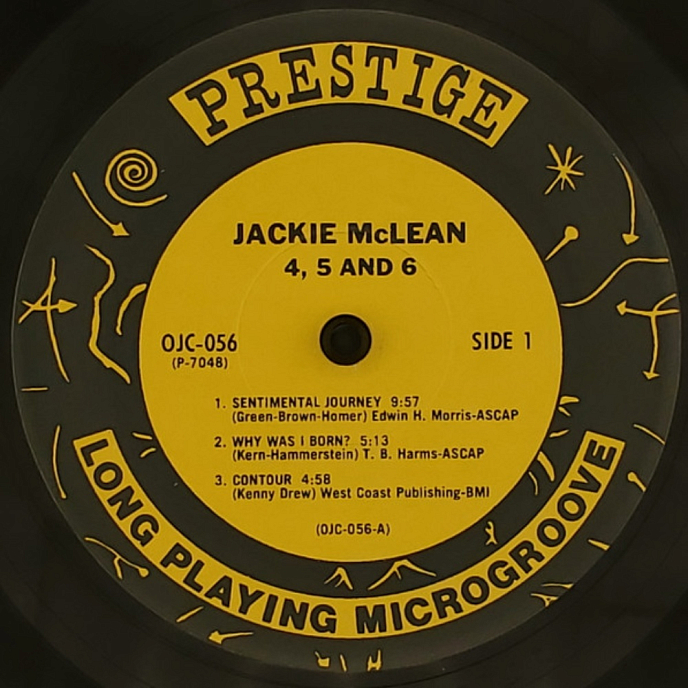 PRESTIGE
JACKIE McLEAN
4, 5 AND 6
OJC-056
(P-7048)
SIDE 1
1. SENTIMENTAL JOURNEY 9:57
(Green-Brown-Homer) Edwin H. Morris-ASCAP
2. WHY WAS I BORN? 5:13
(Kern-Hammerstein) T. B. Harms-ASCAP
3. CONTOUR 4:58
(Kenny Drew) West Coast Publishing-BMI
(OJC-056-A)
LONG PLAYING MICROGROOVE